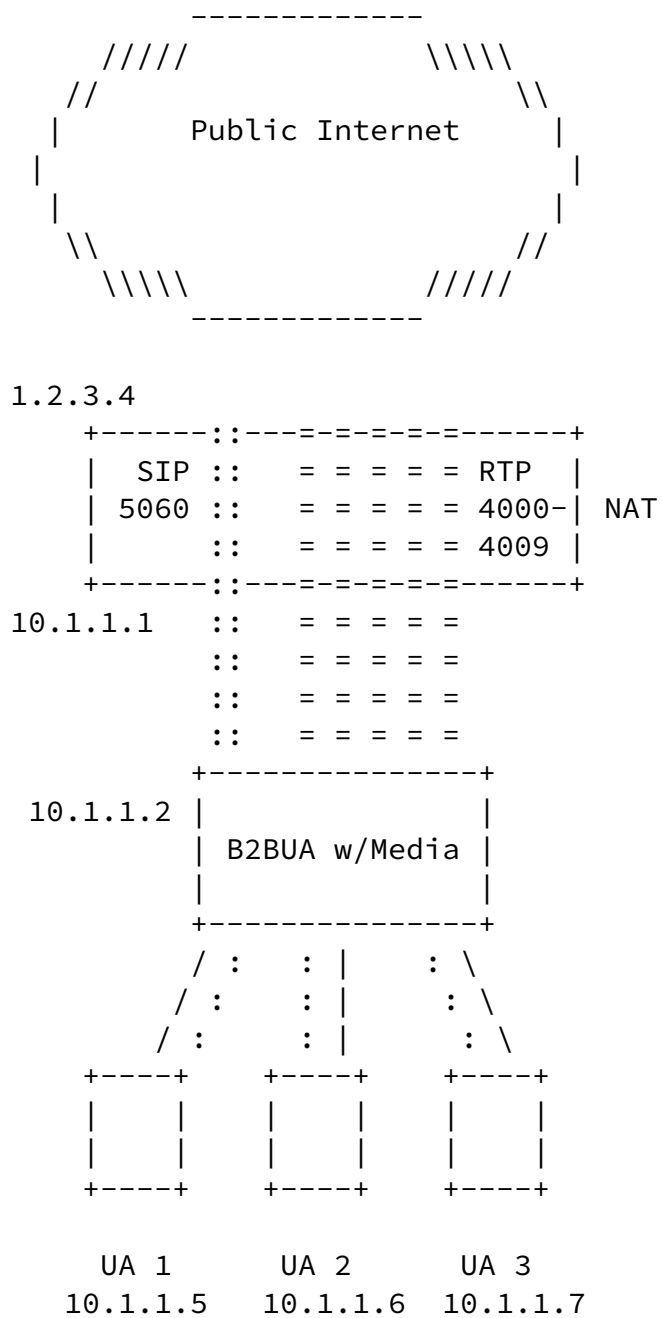 Public Internet
1.2.3.4
SIP :: = = = = = RTP
5060 :: = = = = = 4000- NAT
:: = = = = = 4009
10.1.1.1 :: = = = = =
10.1.1.2
B2BUA w/Media
UA 1 UA 2 UA 3
10.1.1.5 10.1.1.6 10.1.1.7